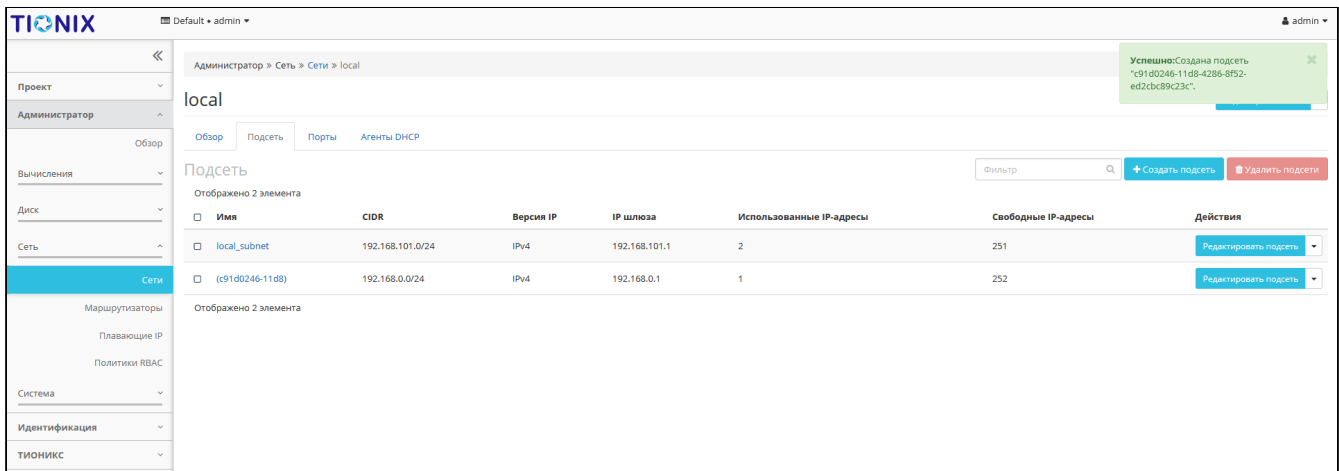 TIONIX
Default • admin
admin
Администратор » Сеть » Сети » local
Успешно:Создана подсеть
"c91d0246-11d8-4286-8f52-
ed2cbc89c23c".
Проект
Администратор
Обзор
Вычисления
Диск
Сеть
Сети
Маршрутизаторы
Плавающие IP
Политики RBAC
Система
Идентификация
ТИОНИКС
local
Обзор Подсеть Порты Агенты DHCP
Подсеть
Фильтр
Создать подсеть
Удалить подсети
Отображено 2 элемента
Имя CIDR Версия IP IP шлюза Использованные IP-адреса Свободные IP-адреса Действия
local_subnet 192.168.101.0/24 IPv4 192.168.101.1 2 251 Редактировать подсеть
(c91d0246-11d8) 192.168.0.0/24 IPv4 192.168.0.1 1 252 Редактировать подсеть
Отображено 2 элемента